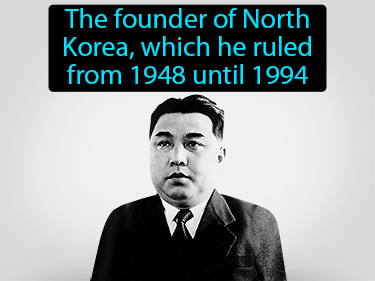 The founder of North
Korea, which he ruled
from 1948 until 1994